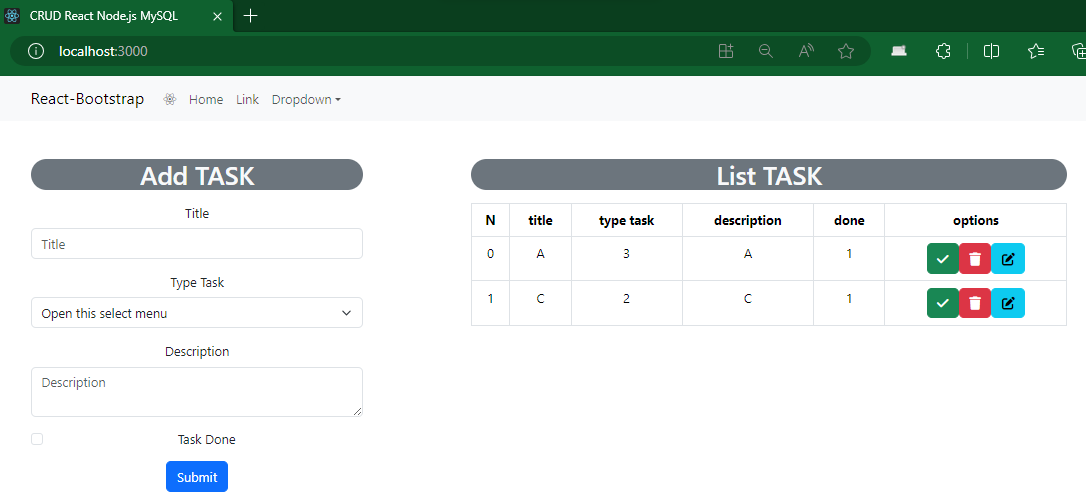 CRUD React Node.js MySQL
localhost:3000
React-Bootstrap Home Link Dropdown
Add TASK
Title
Title
Type Task
Open this select menu
Description
Description
Task Done
Submit
List TASK
N title type task description done options
0 A 3 A 1
1 C 2 C 1